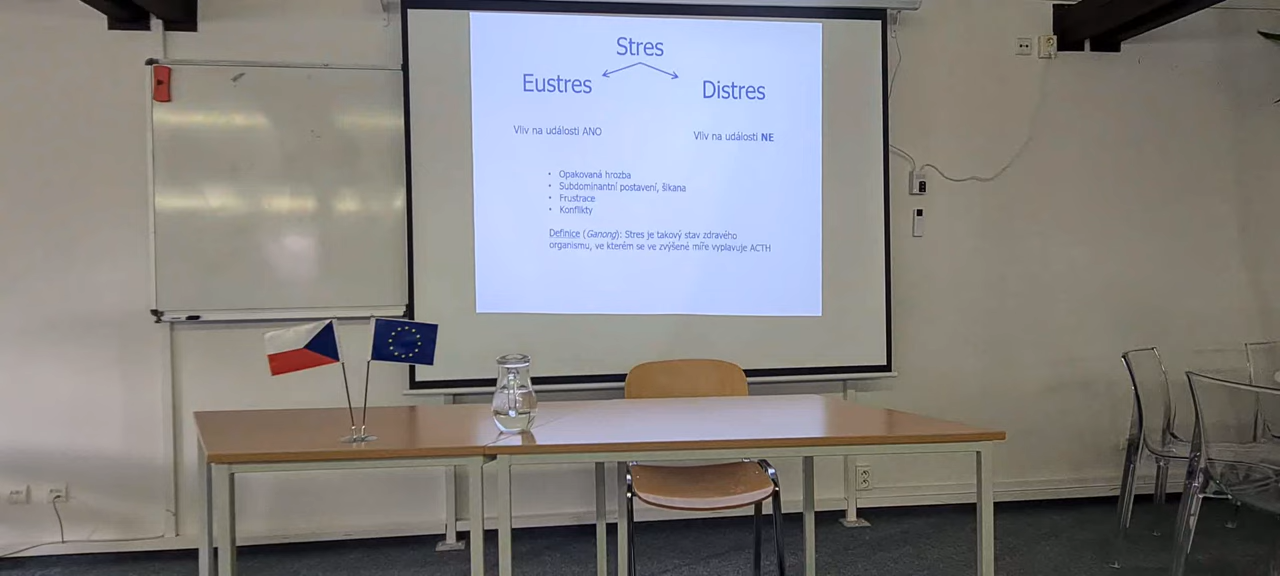 Stres
Eustres
Distres
Vliv na události ANO
Vliv na události NE
• Opakovaná hrozba
• Subdominantní postavení, šikana
• Frustrace
• Konflikty
Definice (Ganong): Stres je takový stav zdravého
organismu, ve kterém se ve zvýšené míře vyplavuje ACTH